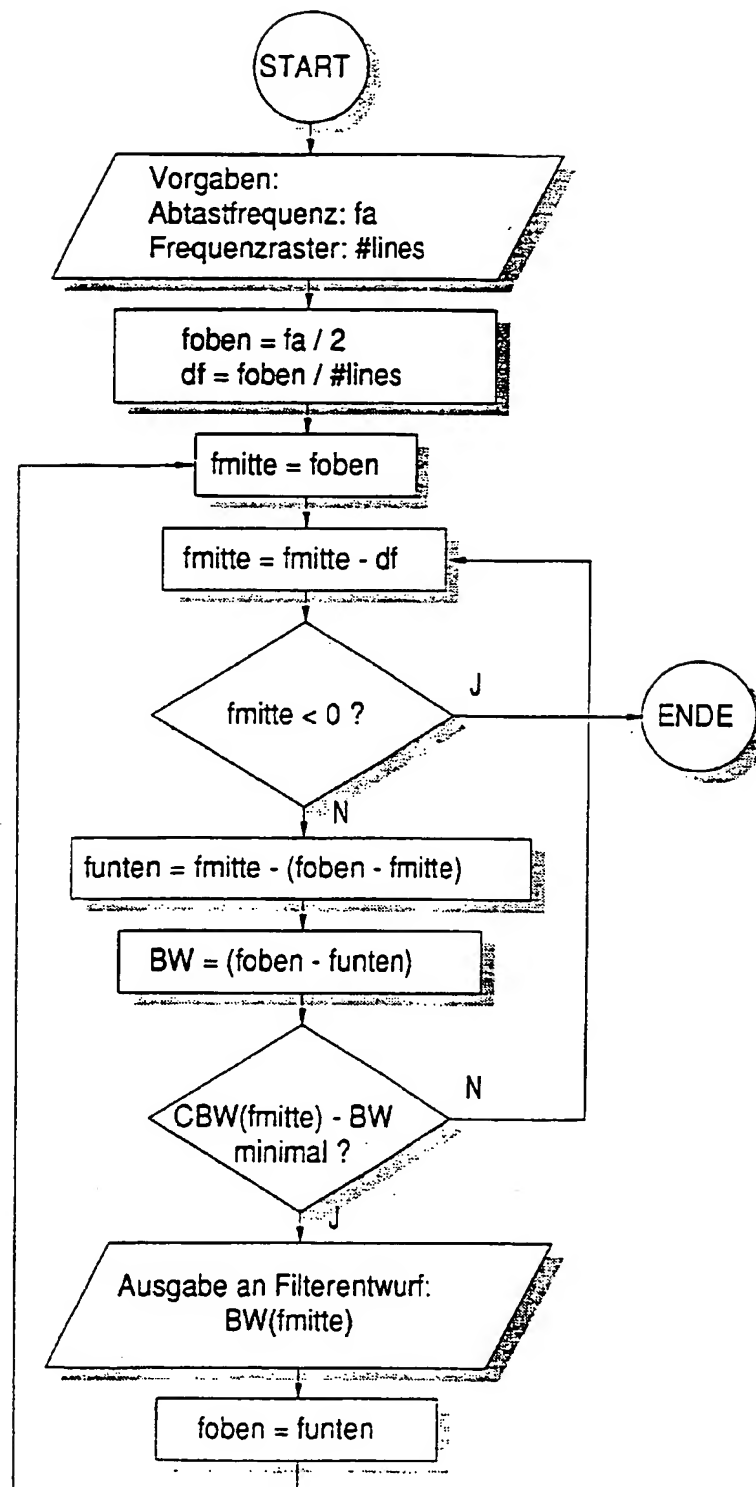 START
Vorgaben:
Abtastfrequenz: fa
Frequenzraster: #lines
foben = fa / 2
df = foben / #lines
fmitte = foben
fmitte = fmitte - df
fmitte < 0 ?
J
ENDE
N
funten = fmitte - (foben - fmitte)
BW = (foben - funten)
CBW(fmitte) - BW
minimal ?
N
J
Ausgabe an Filterentwurf:
BW(fmitte)
foben = funten